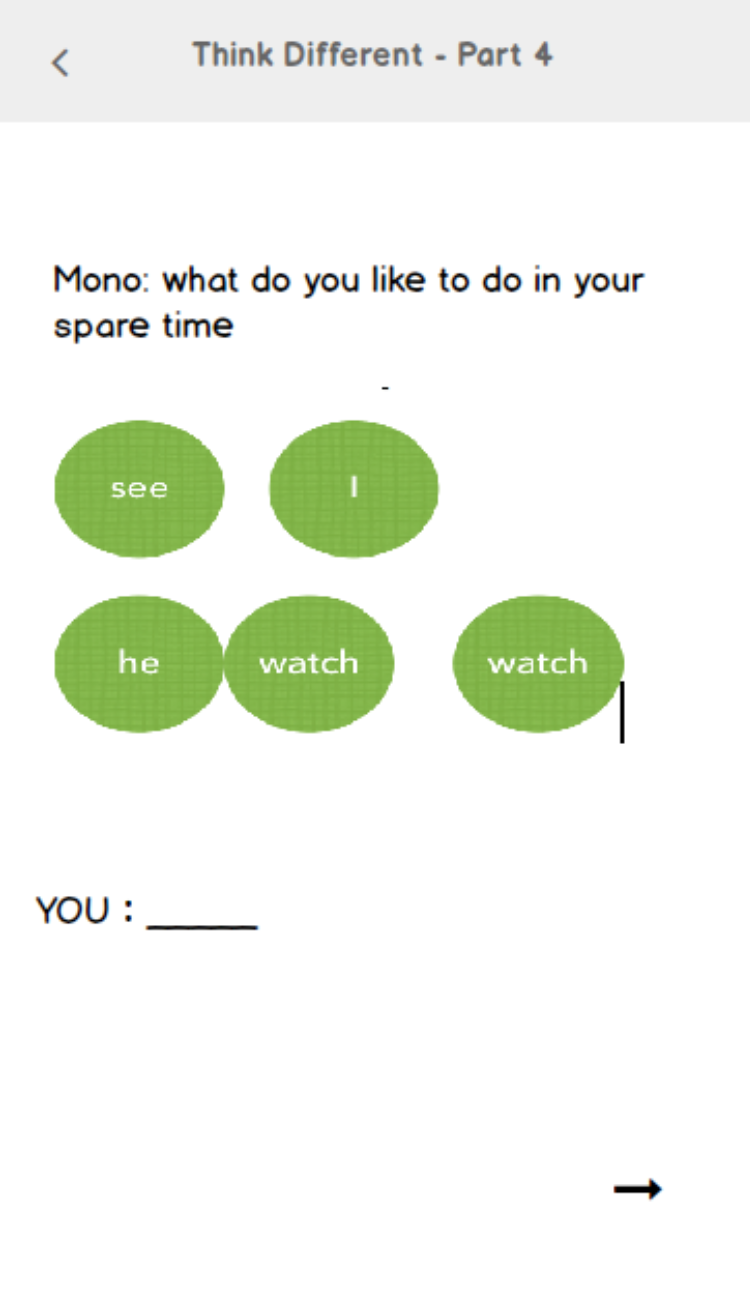 Think Different - Part 4
Mono: what do you like to do in your
spare time
-
see I
he watch watch
YOU : _____